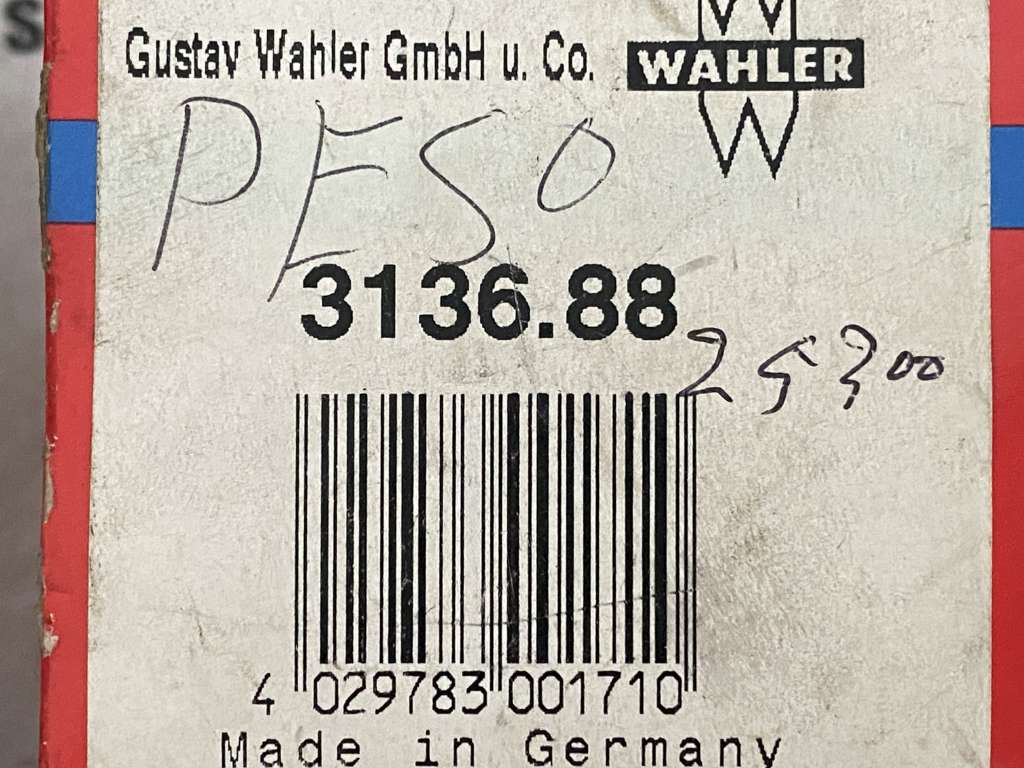 Gustav Wahler GmbH u. Co.
WAHLER
W
PESO
3136.88
4 029783 001710
Made in Germany